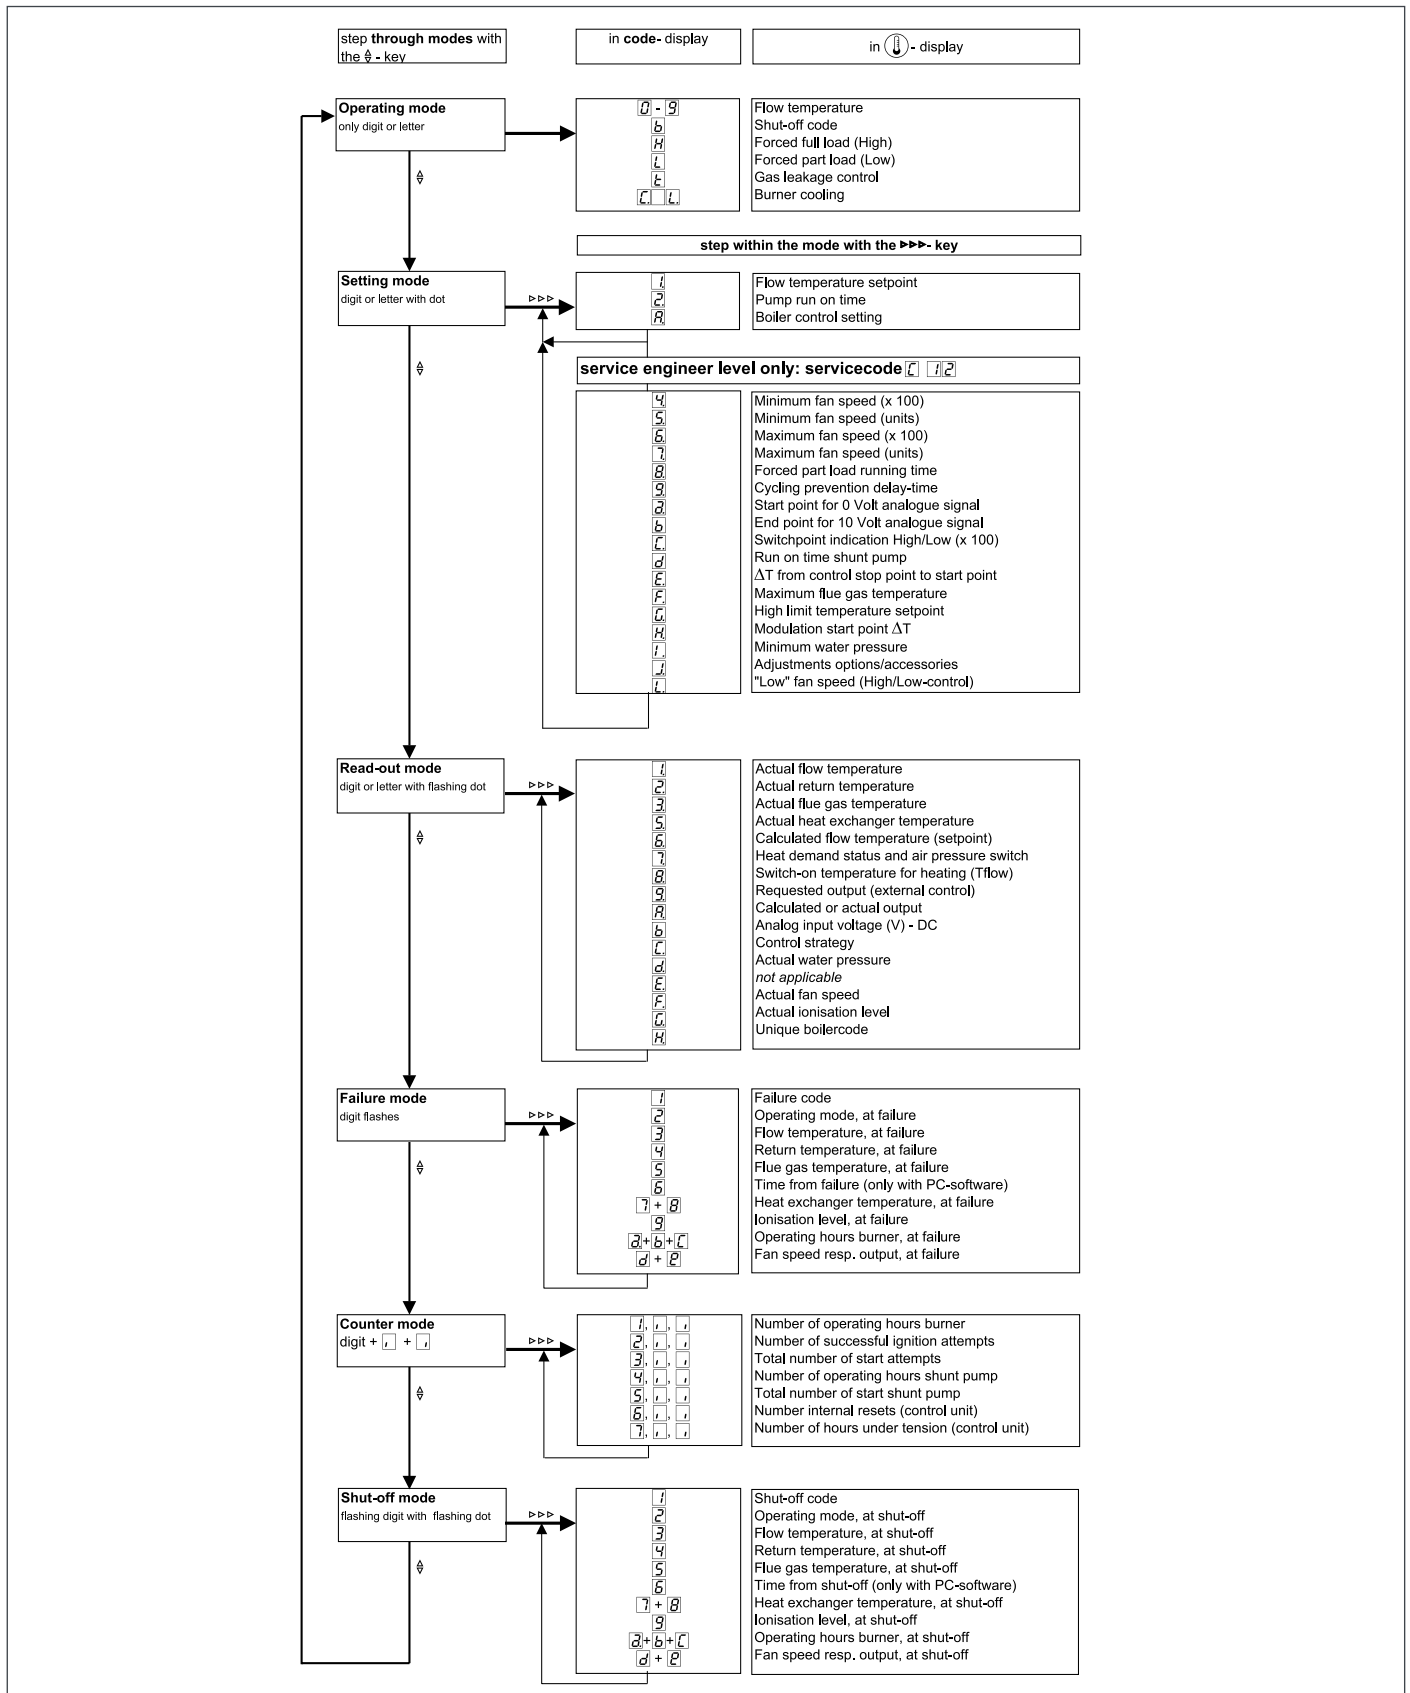 step through modes with
the ⇳ - key
in code- display
in - display
Operating mode
only digit or letter
0 - 9
Flow temperature
b
Shut-off code
H
Forced full load (High)
L
Forced part load (Low)
t
Gas leakage control
C. L.
Burner cooling
step within the mode with the ▷▷▷- key
Setting mode
digit or letter with dot
▷▷▷
1.
Flow temperature setpoint
2.
Pump run on time
A.
Boiler control setting
service engineer level only: servicecode C 12
4.
Minimum fan speed (x 100)
5.
Minimum fan speed (units)
6.
Maximum fan speed (x 100)
7.
Maximum fan speed (units)
8.
Forced part load running time
9.
Cycling prevention delay-time
a.
Start point for 0 Volt analogue signal
b
End point for 10 Volt analogue signal
C.
Switchpoint indication High/Low (x 100)
d
Run on time shunt pump
E.
ΔT from control stop point to start point
F.
Maximum flue gas temperature
G.
High limit temperature setpoint
H.
Modulation start point ΔT
I.
Minimum water pressure
J.
Adjustments options/accessories
L.
"Low" fan speed (High/Low-control)
Read-out mode
digit or letter with flashing dot
▷▷▷
1.
Actual flow temperature
2.
Actual return temperature
3.
Actual flue gas temperature
5.
Actual heat exchanger temperature
6.
Calculated flow temperature (setpoint)
7.
Heat demand status and air pressure switch
8.
Switch-on temperature for heating (Tflow)
9.
Requested output (external control)
A.
Calculated or actual output
b
Analog input voltage (V) - DC
C.
Control strategy
d.
Actual water pressure
E.
not applicable
F.
Actual fan speed
G.
Actual ionisation level
H.
Unique boilercode
Failure mode
digit flashes
▷▷▷
1
Failure code
2
Operating mode, at failure
3
Flow temperature, at failure
4
Return temperature, at failure
5
Flue gas temperature, at failure
6
Time from failure (only with PC-software)
7 + 8
Heat exchanger temperature, at failure
9
Ionisation level, at failure
a.+b+C
Operating hours burner, at failure
d + e
Fan speed resp. output, at failure
Counter mode
digit + , + ,
▷▷▷
1, ,, ,
Number of operating hours burner
2, ,, ,
Number of successful ignition attempts
3, ,, ,
Total number of start attempts
4, ,, ,
Number of operating hours shunt pump
5, ,, ,
Total number of start shunt pump
6, ,, ,
Number internal resets (control unit)
7, ,, ,
Number of hours under tension (control unit)
Shut-off mode
flashing digit with flashing dot
▷▷▷
1
Shut-off code
2
Operating mode, at shut-off
3
Flow temperature, at shut-off
4
Return temperature, at shut-off
5
Flue gas temperature, at shut-off
6
Time from shut-off (only with PC-software)
7 + 8
Heat exchanger temperature, at shut-off
9
Ionisation level, at shut-off
a.+b+C
Operating hours burner, at shut-off
d + e
Fan speed resp. output, at shut-off